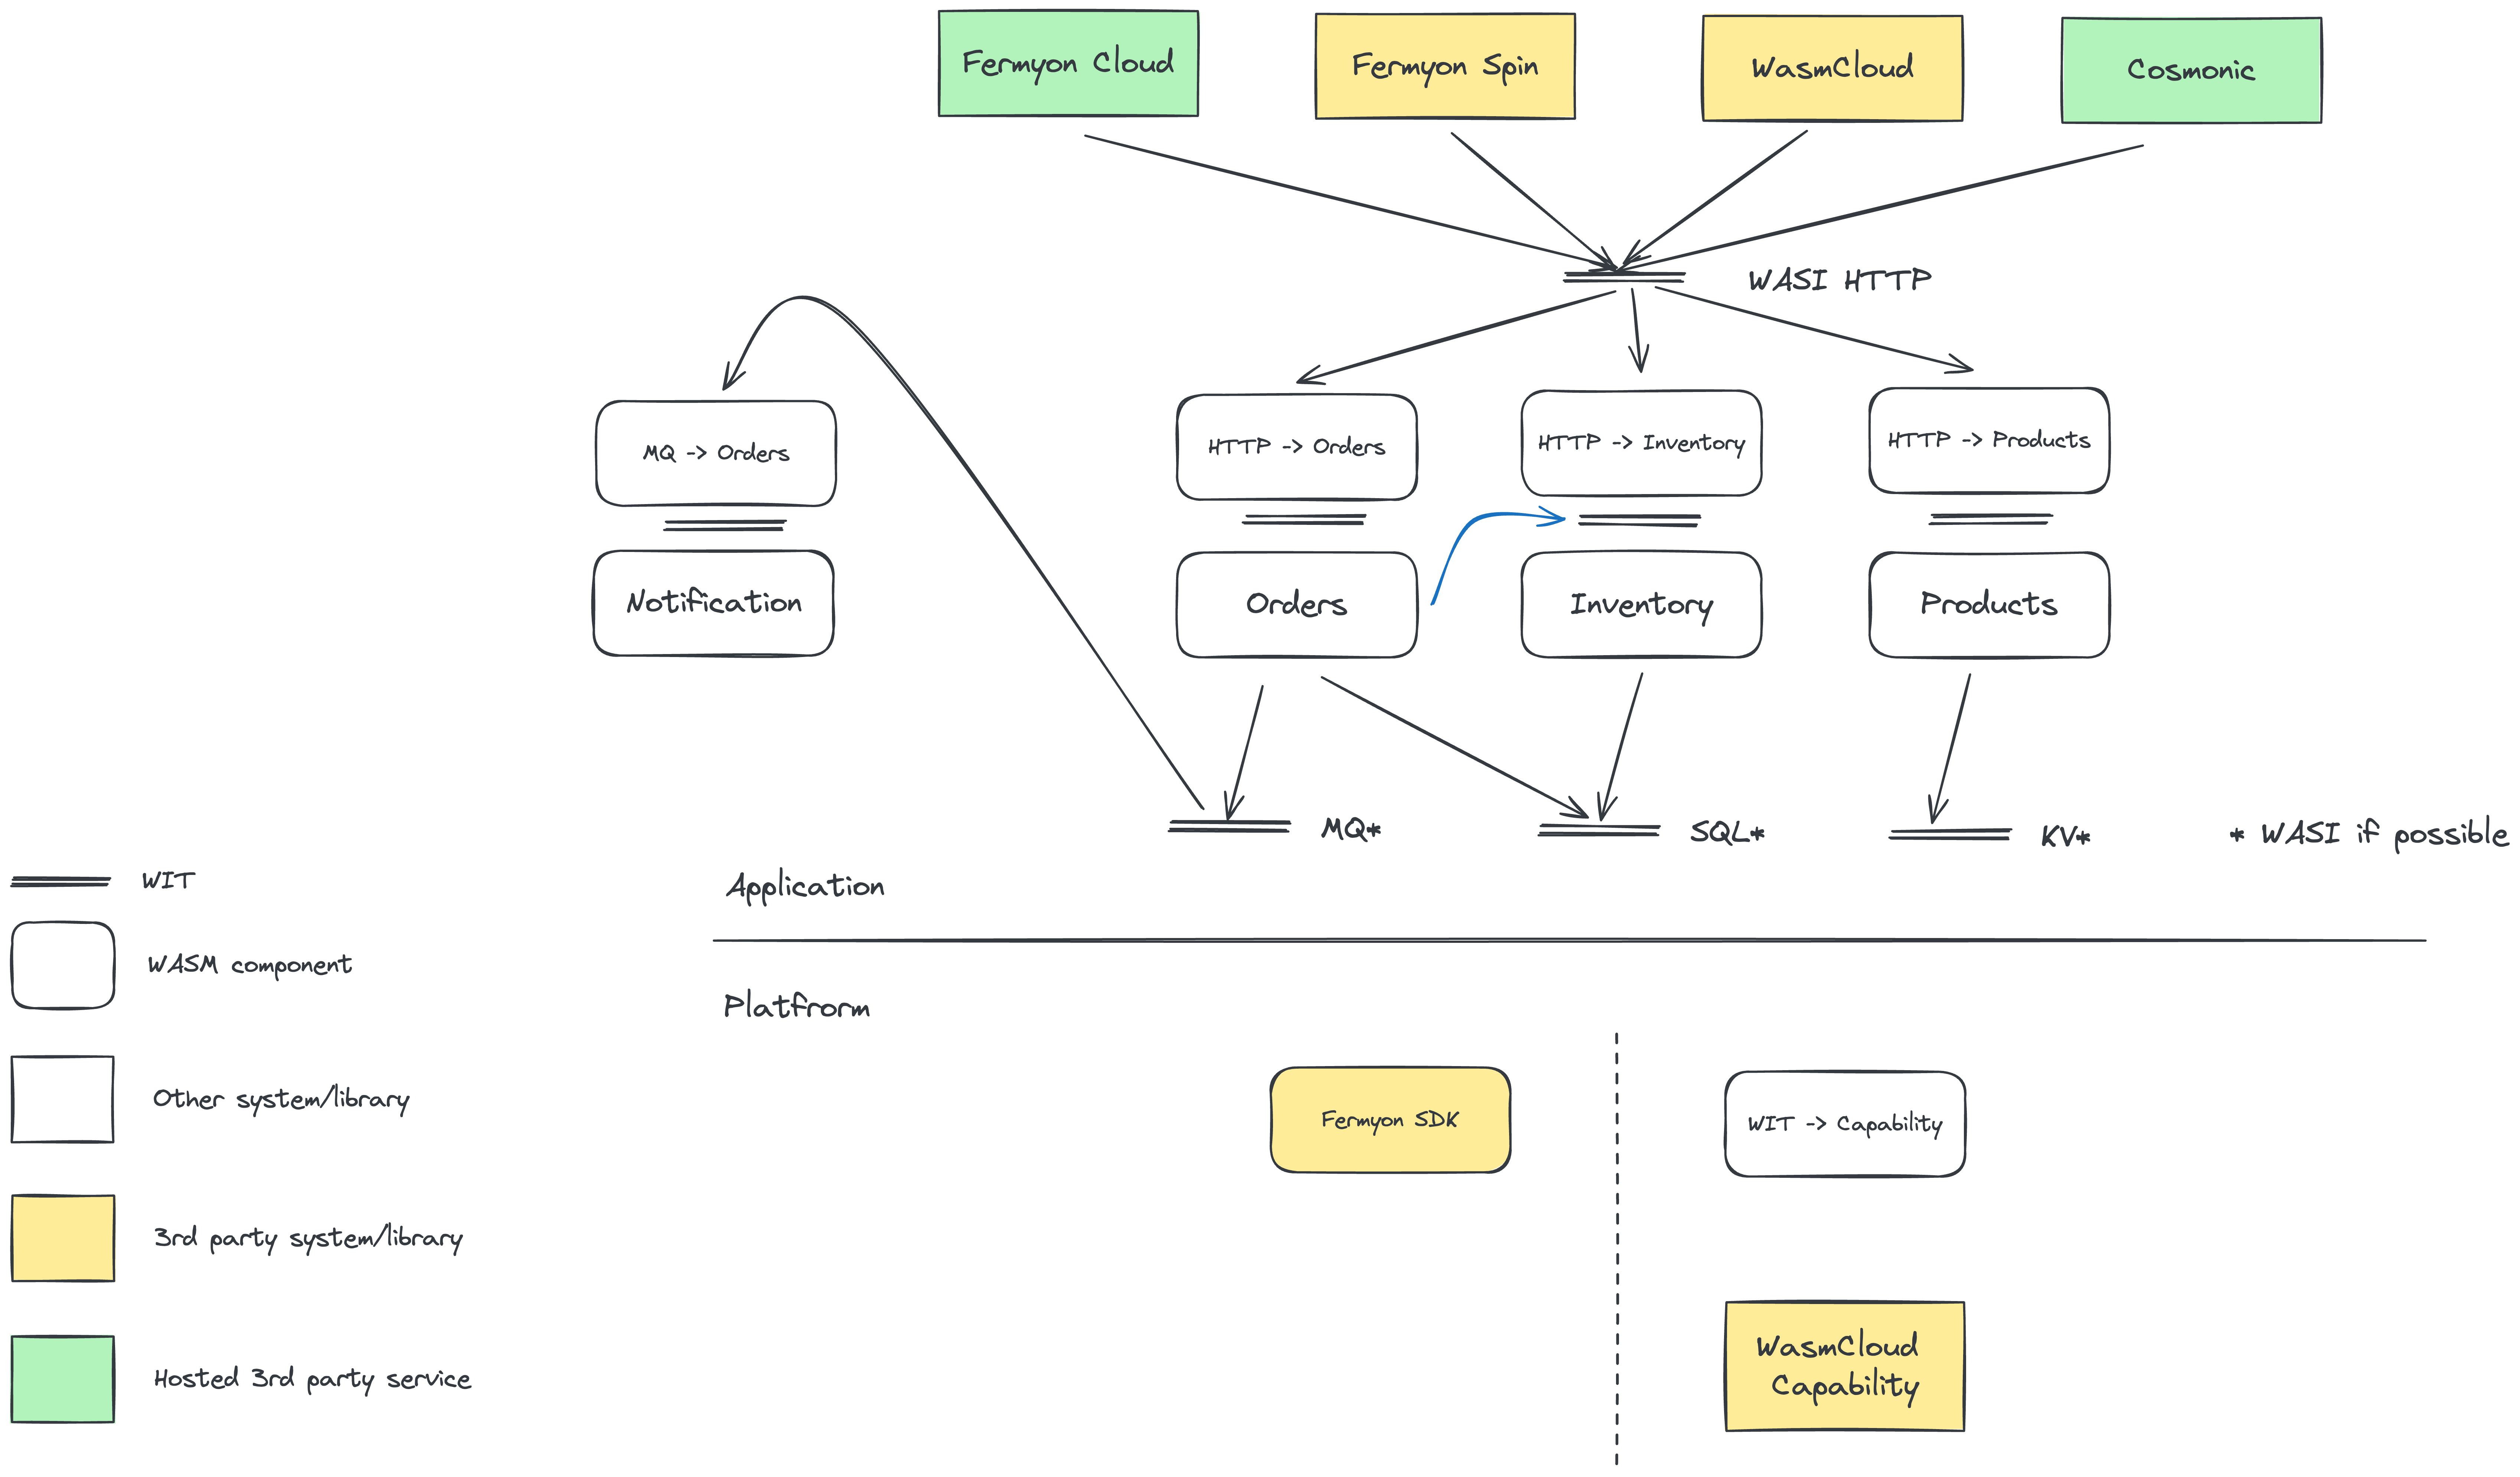 Fermyon Cloud
Fermyon Spin
WasmCloud
Cosmonic
WASI HTTP
MQ -> Orders
HTTP -> Orders
HTTP -> Inventory
HTTP -> Products
Notification
Orders
Inventory
Products
MQ*
SQL*
KV*
* WASI if possible
WIT
Application
WASM component
Platfrorm
Other system/library
Fermyon SDK
WIT -> Capability
3rd party system/library
WasmCloud
Capability
Hosted 3rd party service